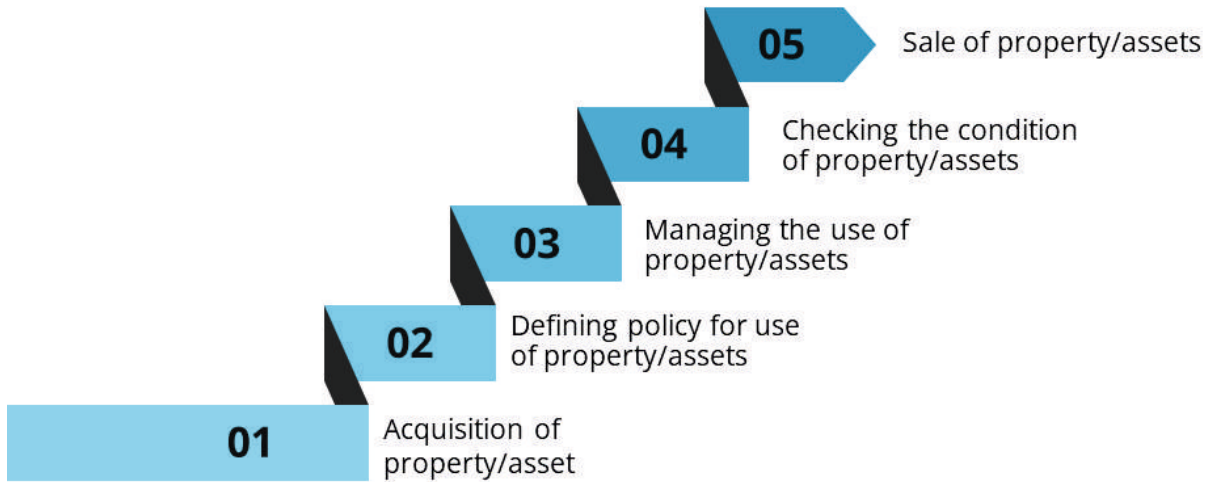 05
Sale of property/assets
04
Checking the condition
of property/assets
03
Managing the use of
property/assets
02
Defining policy for use
of property/assets
01
Acquisition of
property/asset